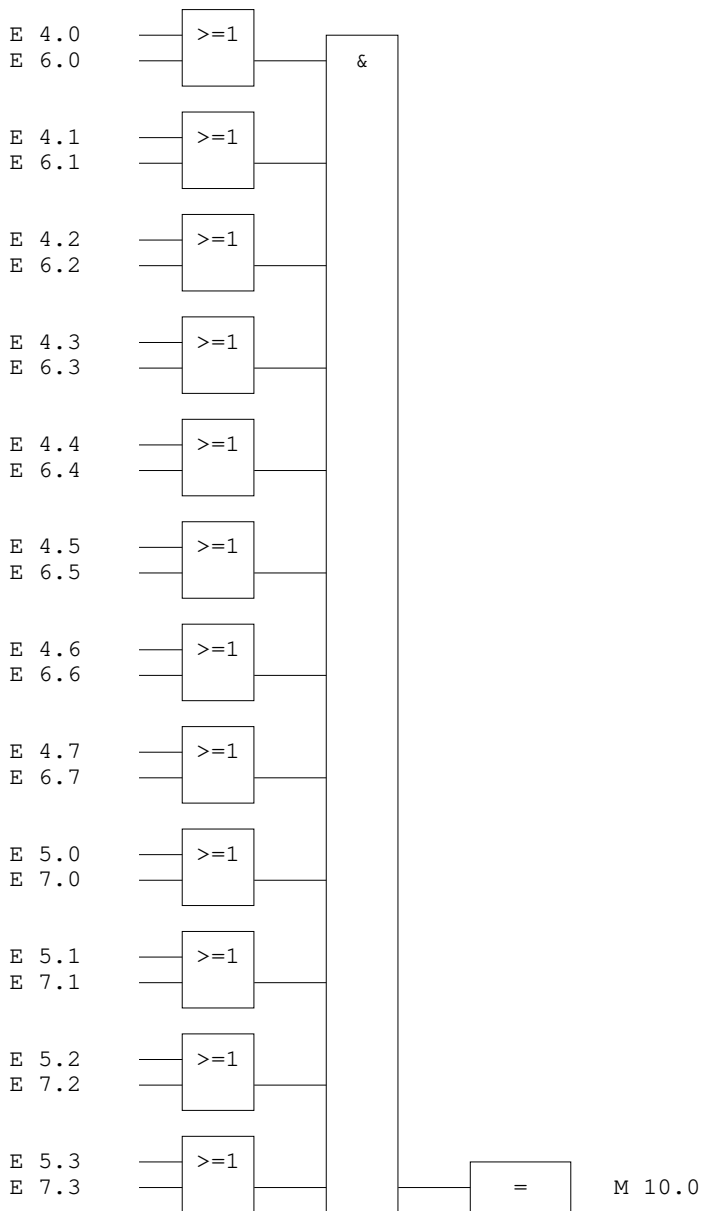 E 4.0 >=1
E 6.0 &
E 4.1 >=1
E 6.1
E 4.2 >=1
E 6.2
E 4.3 >=1
E 6.3
E 4.4 >=1
E 6.4
E 4.5 >=1
E 6.5
E 4.6 >=1
E 6.6
E 4.7 >=1
E 6.7
E 5.0 >=1
E 7.0
E 5.1 >=1
E 7.1
E 5.2 >=1
E 7.2
E 5.3 >=1
E 7.3 = M 10.0